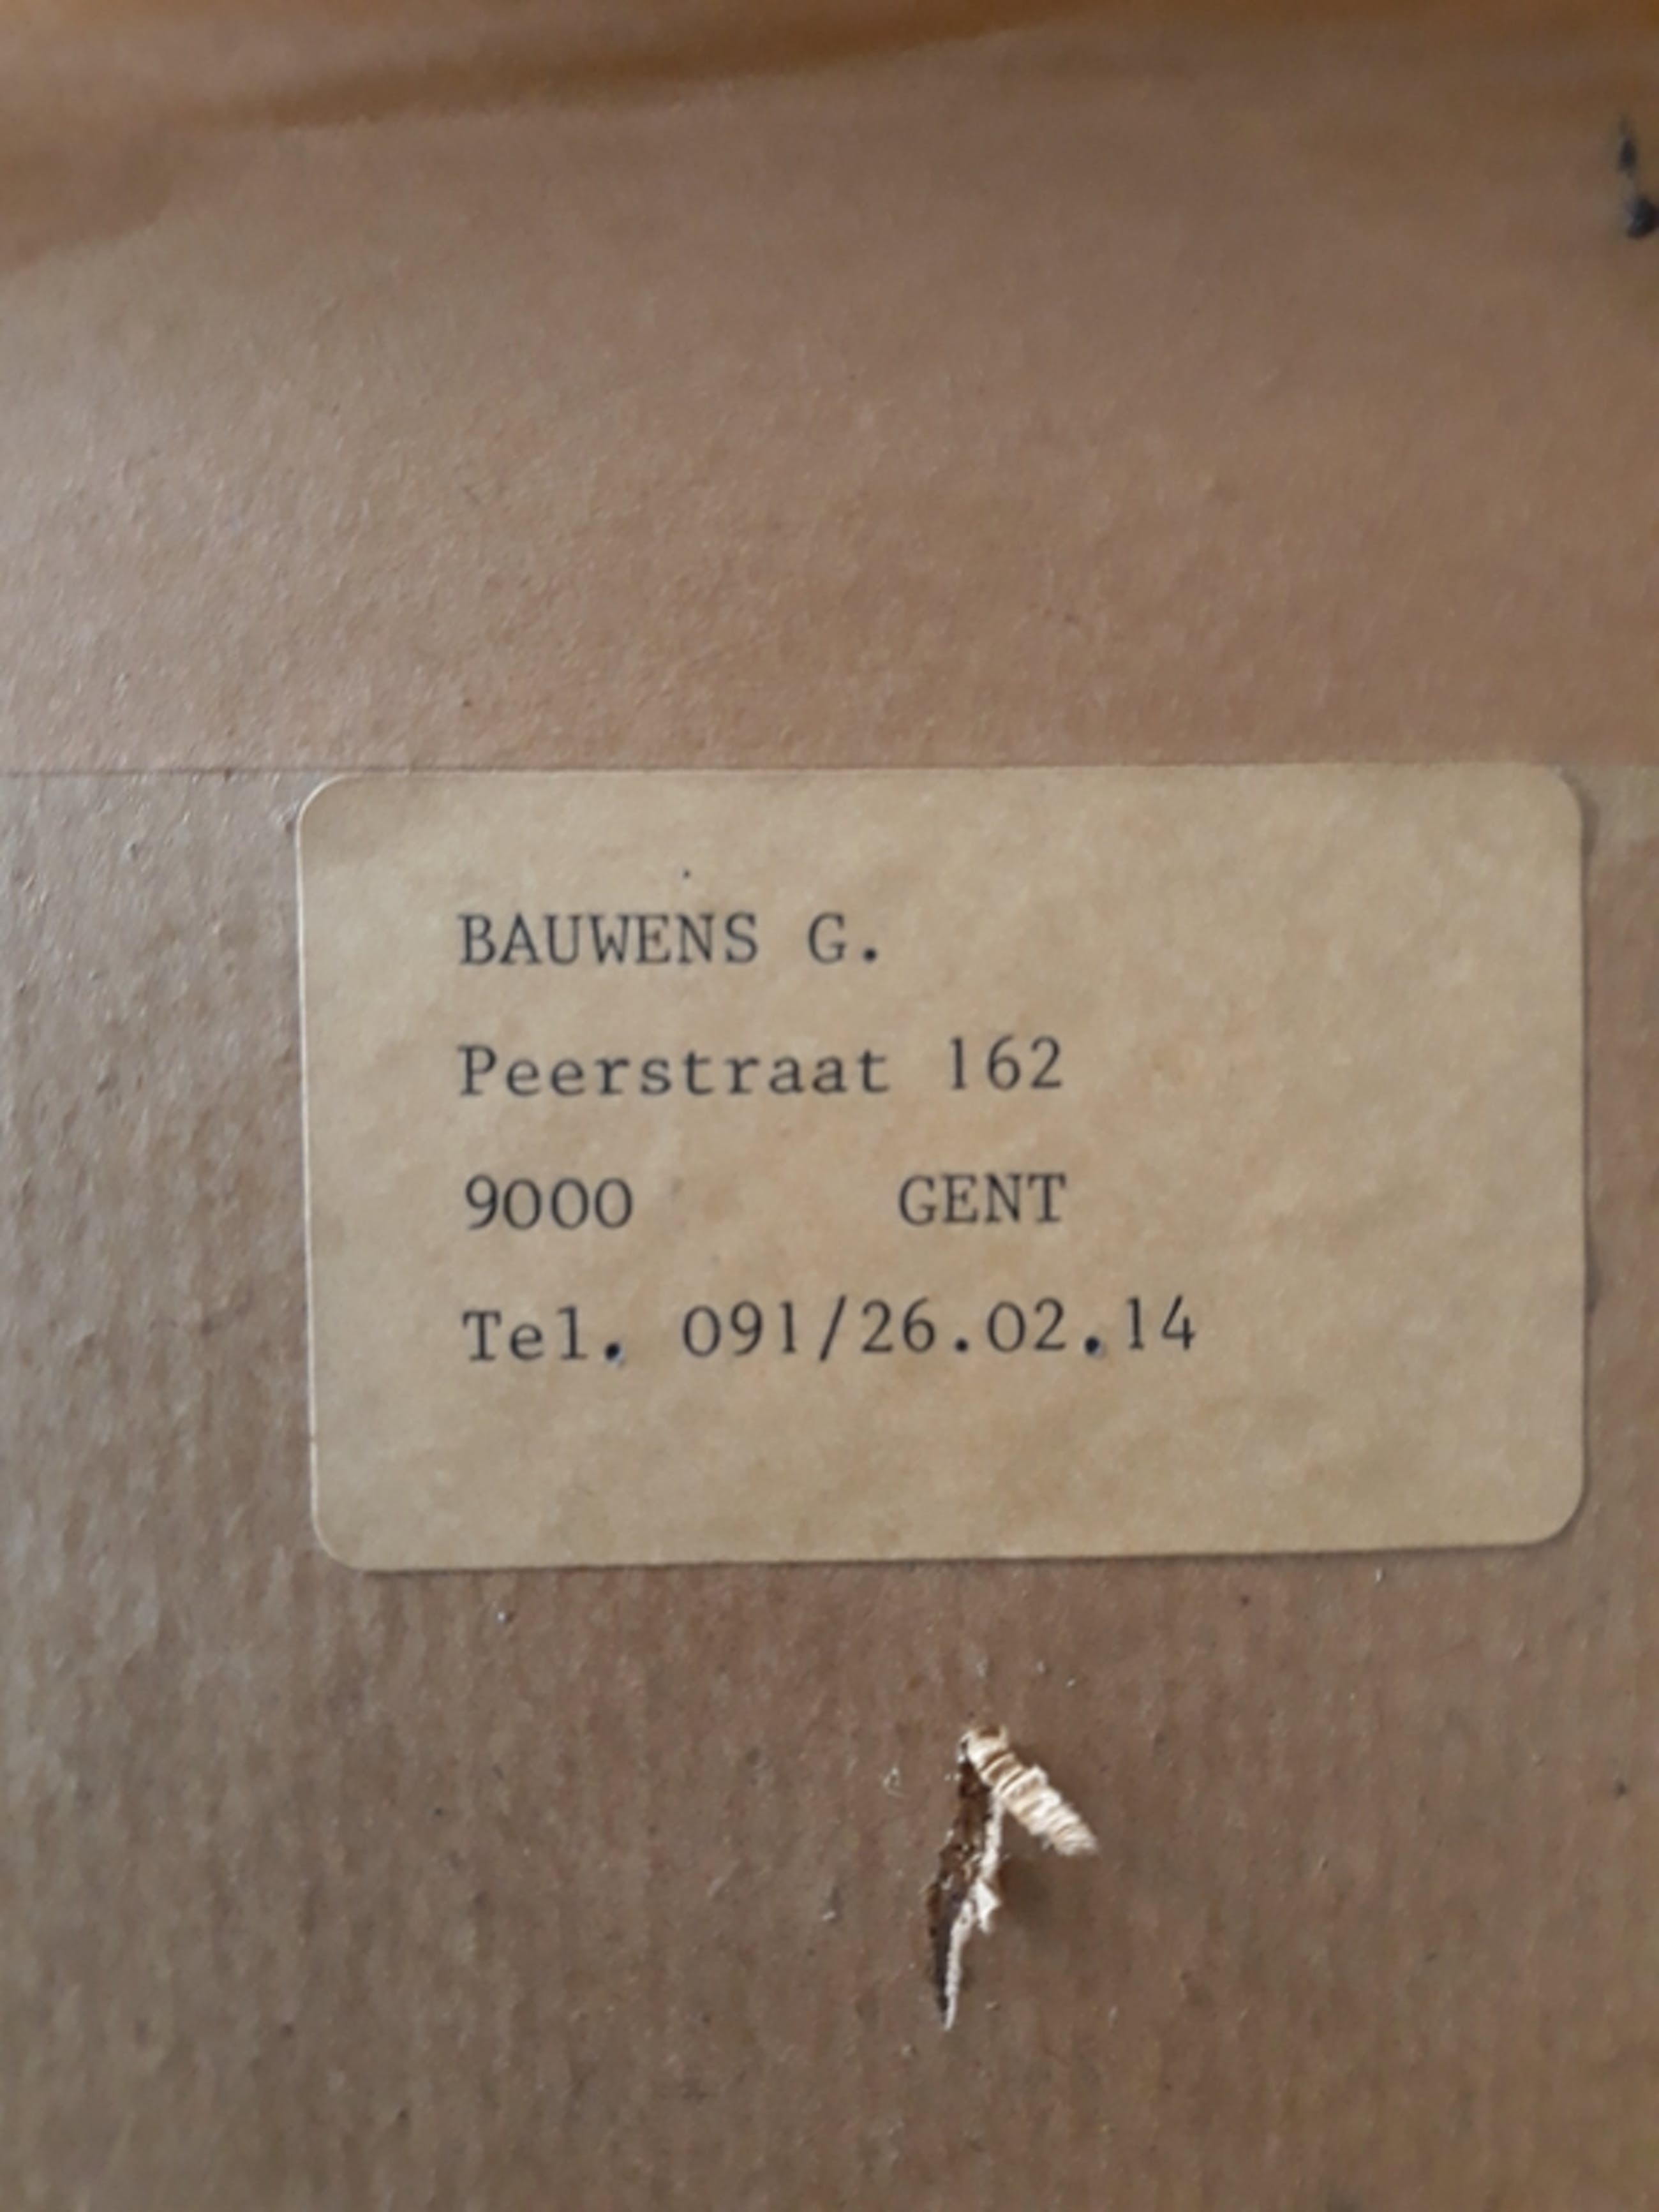 BAUWENS G.
Peerstraat 162
9000 GENT
Tel. 091/26.02.14